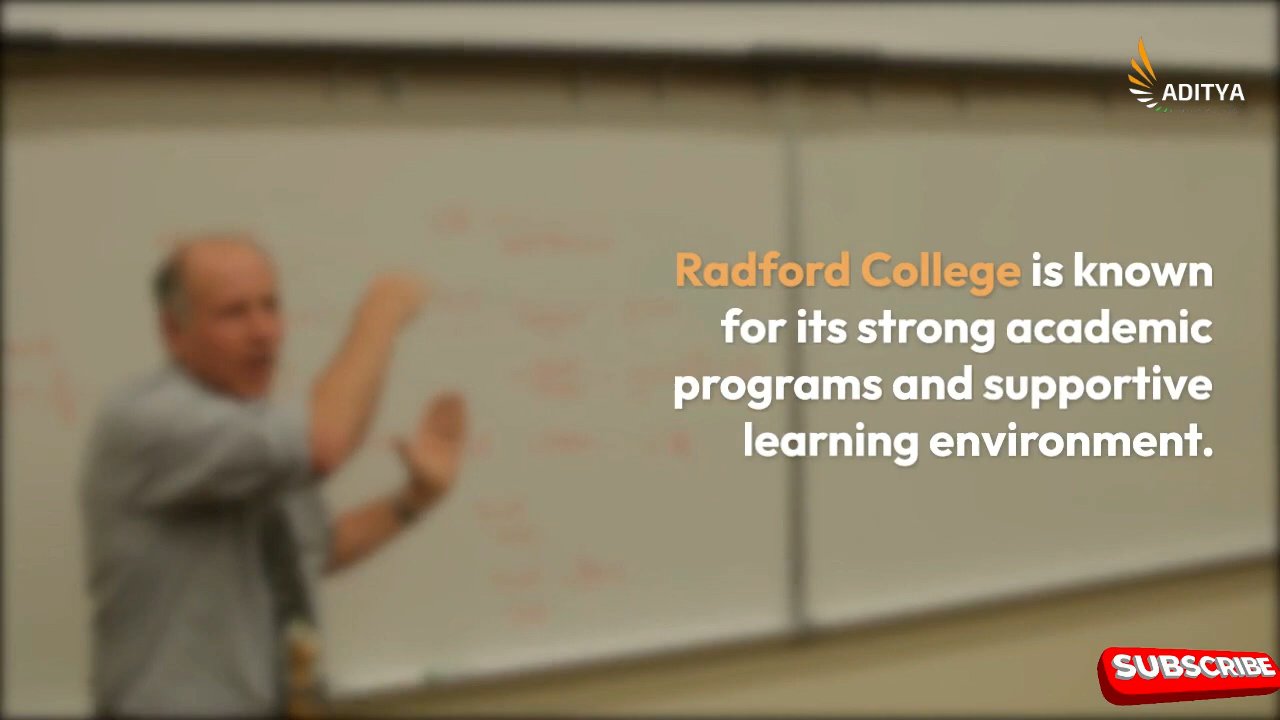 ADITYA
Radford College is known
for its strong academic
programs and supportive
learning environment.
SUBSCRIBE